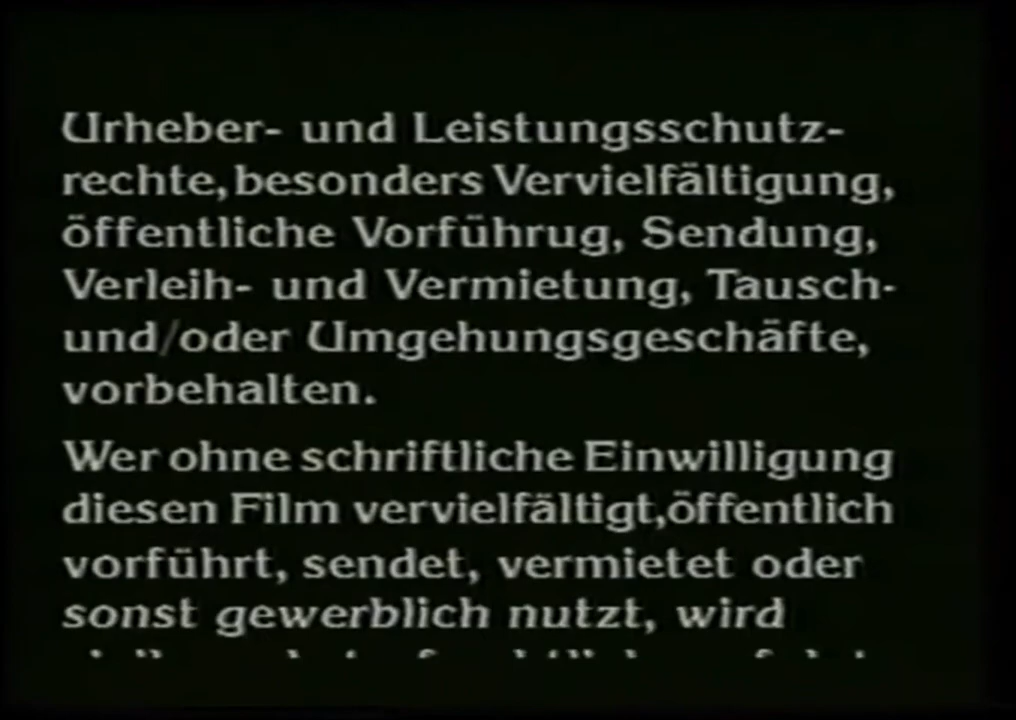 Urheber- und Leistungsschutz-
rechte, besonders Vervielfältigung,
öffentliche Vorführug, Sendung,
Verleih- und Vermietung, Tausch-
und/oder Umgehungsgeschäfte,
vorbehalten.
Wer ohne schriftliche Einwilligung
diesen Film vervielfältigt,öffentlich
vorführt, sendet, vermietet oder
sonst gewerblich nutzt, wird